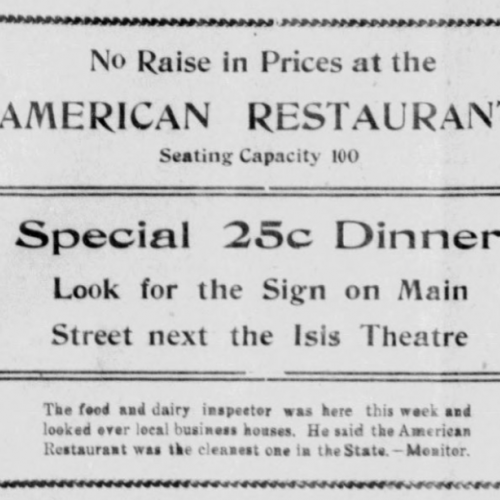 No Raise in Prices at the
AMERICAN RESTAURANT
Seating Capacity 100
Special 25c Dinner
Look for the Sign on Main
Street next the Isis Theatre
The food and dairy inspector was here this week and
looked over local business houses. He said the American
Restaurant was the cleanest one in the State.—Monitor.